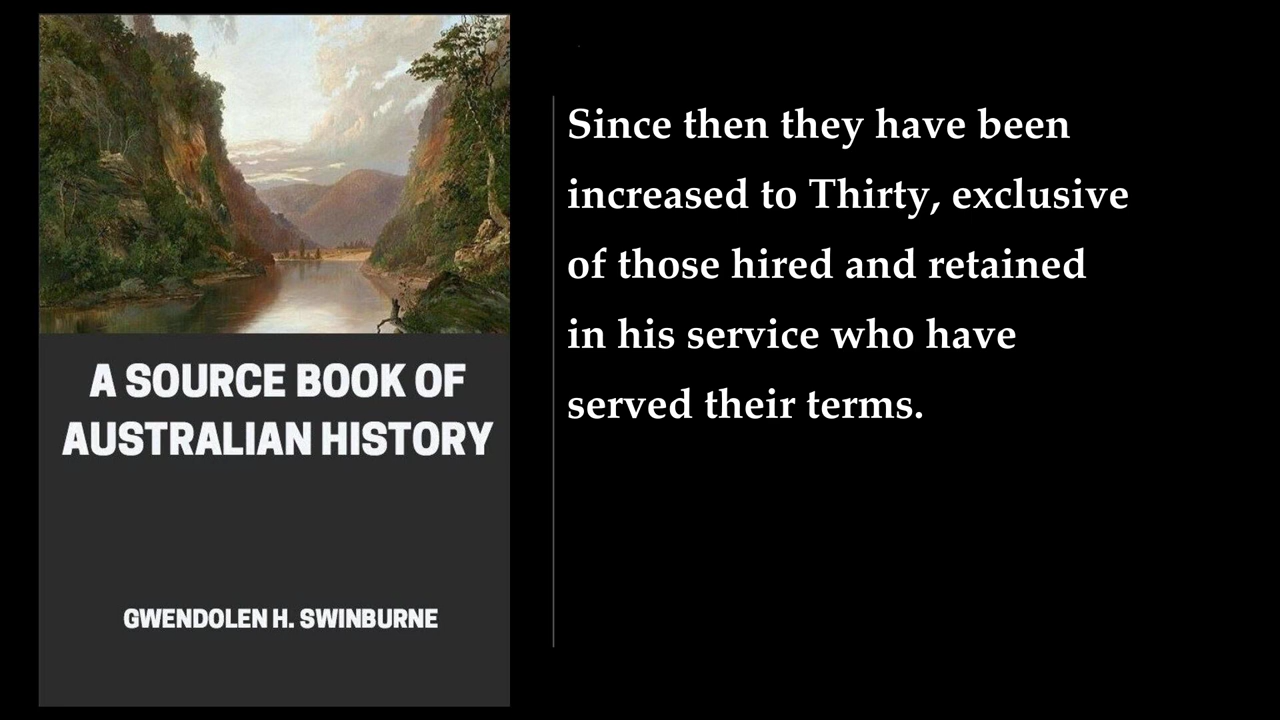 A SOURCE BOOK OF
AUSTRALIAN HISTORY
GWENDOLEN H. SWINBURNE
Since then they have been
increased to Thirty, exclusive
of those hired and retained
in his service who have
served their terms.